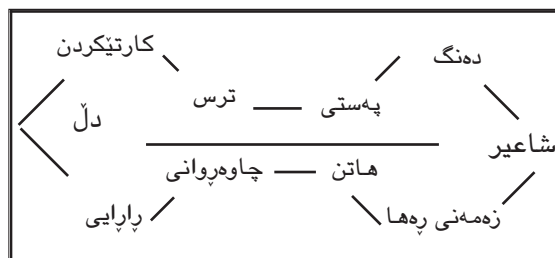 کارتێکردن
دەنگ
ترس
پەستی
دڵ
شاعیر
چاوەڕوانی
هاتن
ڕاڕایی
زەمەنی ڕەها